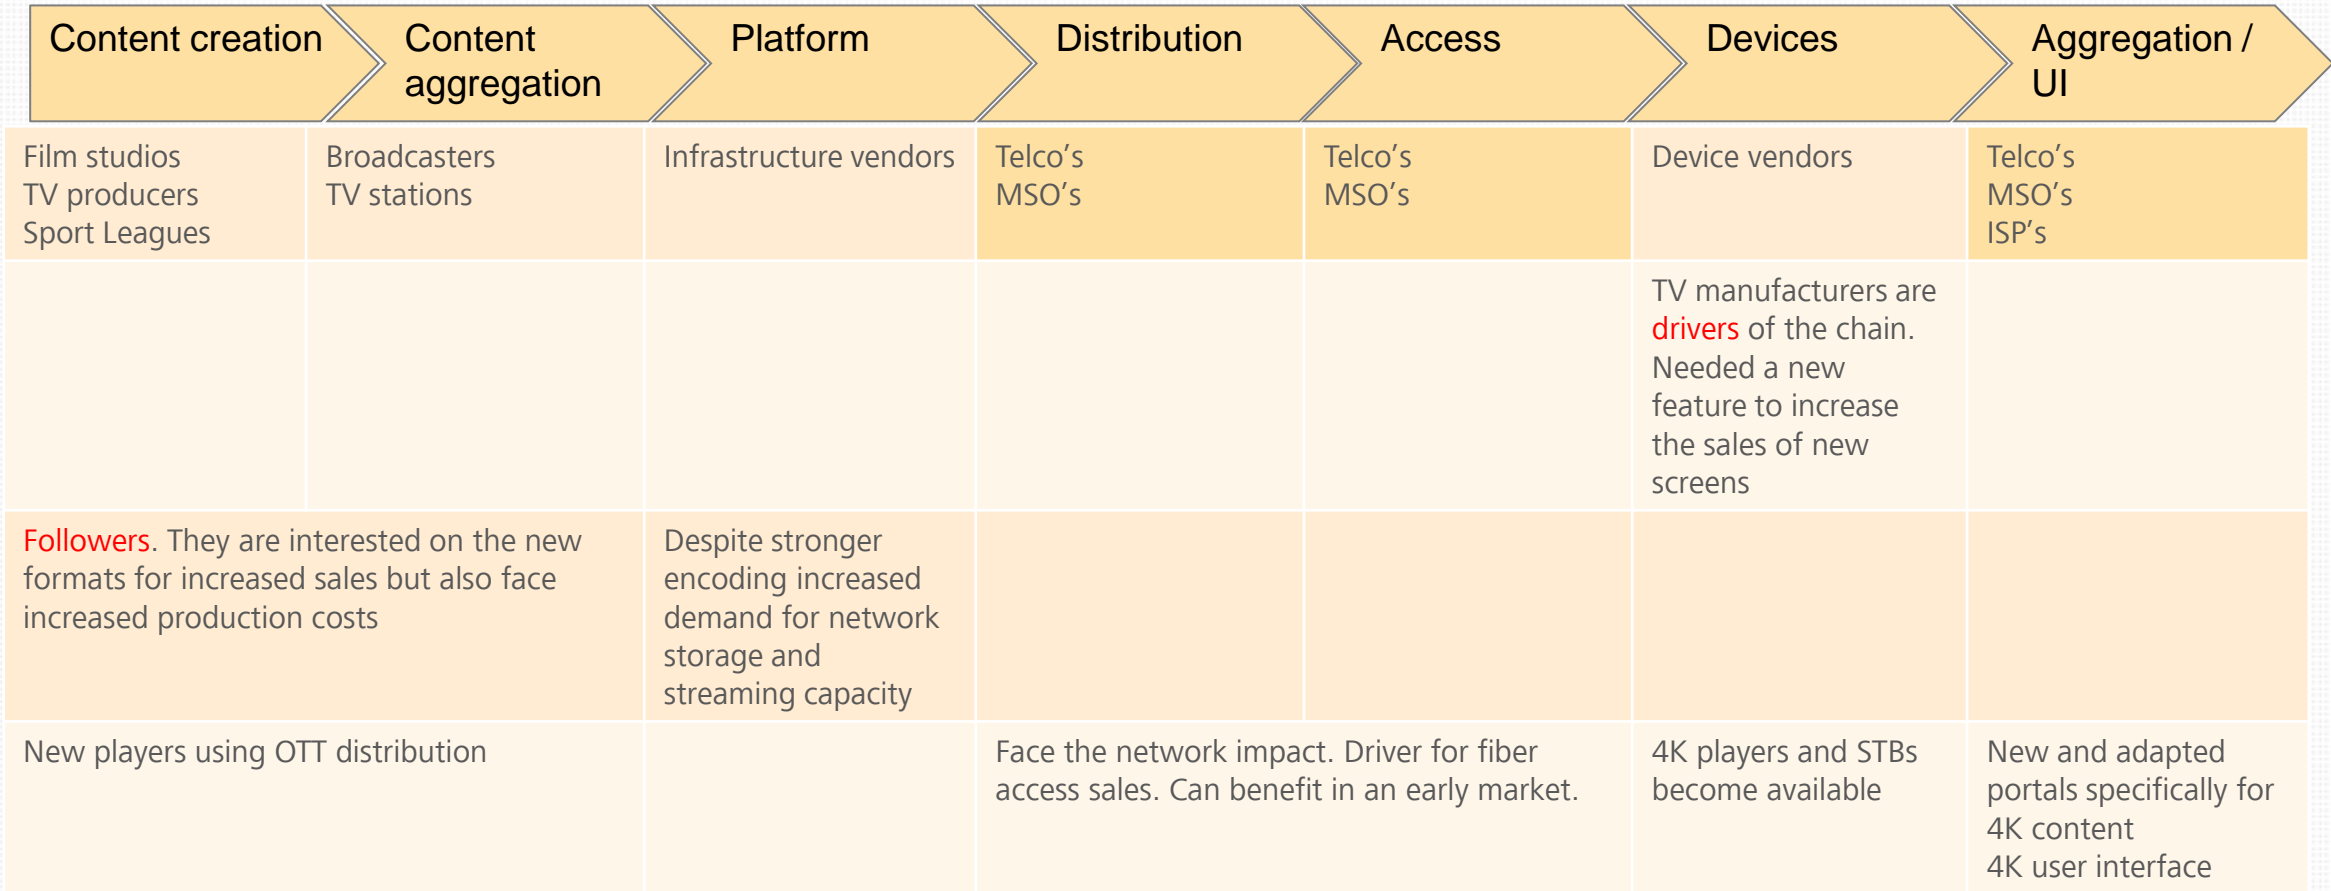 Content creation
Content
aggregation
Platform
Distribution
Access
Devices
Aggregation /
UI
Film studios
TV producers
Sport Leagues
Broadcasters
TV stations
Infrastructure vendors
Telco’s
MSO’s
Telco’s
MSO’s
Device vendors
Telco’s
MSO’s
ISP’s
TV manufacturers are
drivers of the chain.
Needed a new
feature to increase
the sales of new
screens
Followers. They are interested on the new
formats for increased sales but also face
increased production costs
Despite stronger
encoding increased
demand for network
storage and
streaming capacity
New players using OTT distribution
Face the network impact. Driver for fiber
access sales. Can benefit in an early market.
4K players and STBs
become available
New and adapted
portals specifically for
4K content
4K user interface